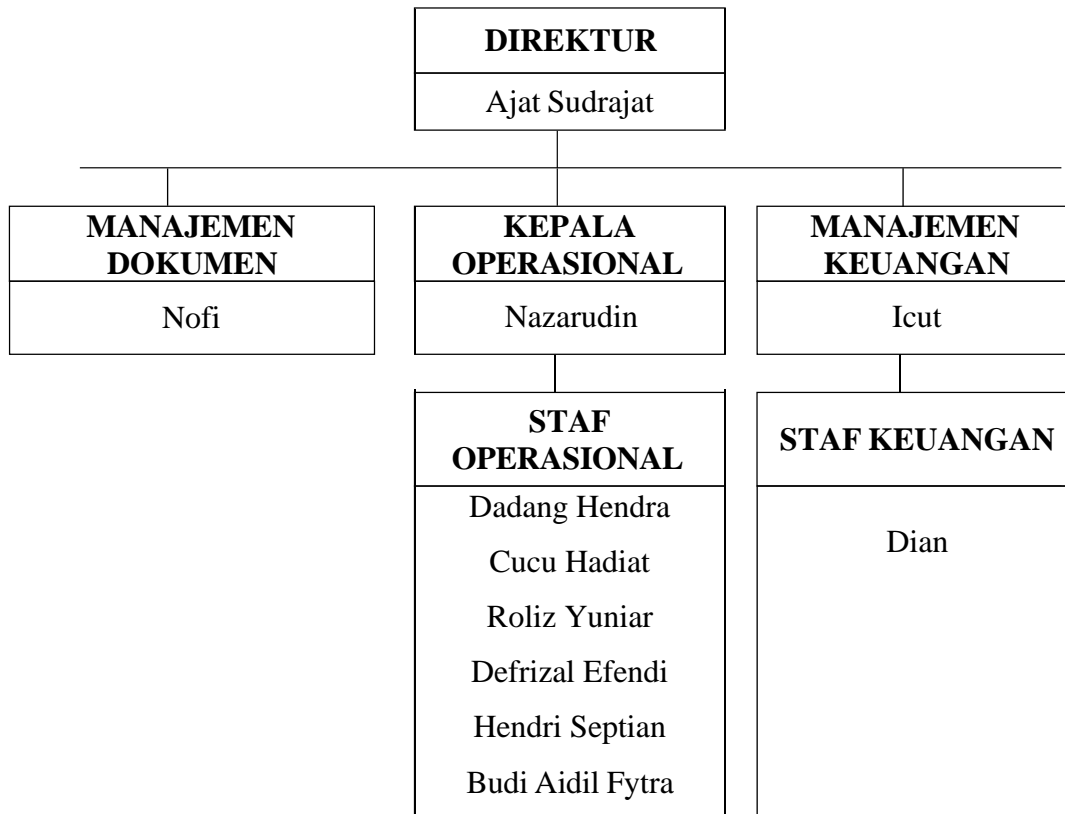 DIREKTUR
Ajat Sudrajat
MANAJEMEN
DOKUMEN
Nofi
KEPALA
OPERASIONAL
Nazarudin
MANAJEMEN
KEUANGAN
Icut
STAF
OPERASIONAL
Dadang Hendra
Cucu Hadiat
Roliz Yuniar
Defrizal Efendi
Hendri Septian
Budi Aidil Fytra
STAF KEUANGAN
Dian